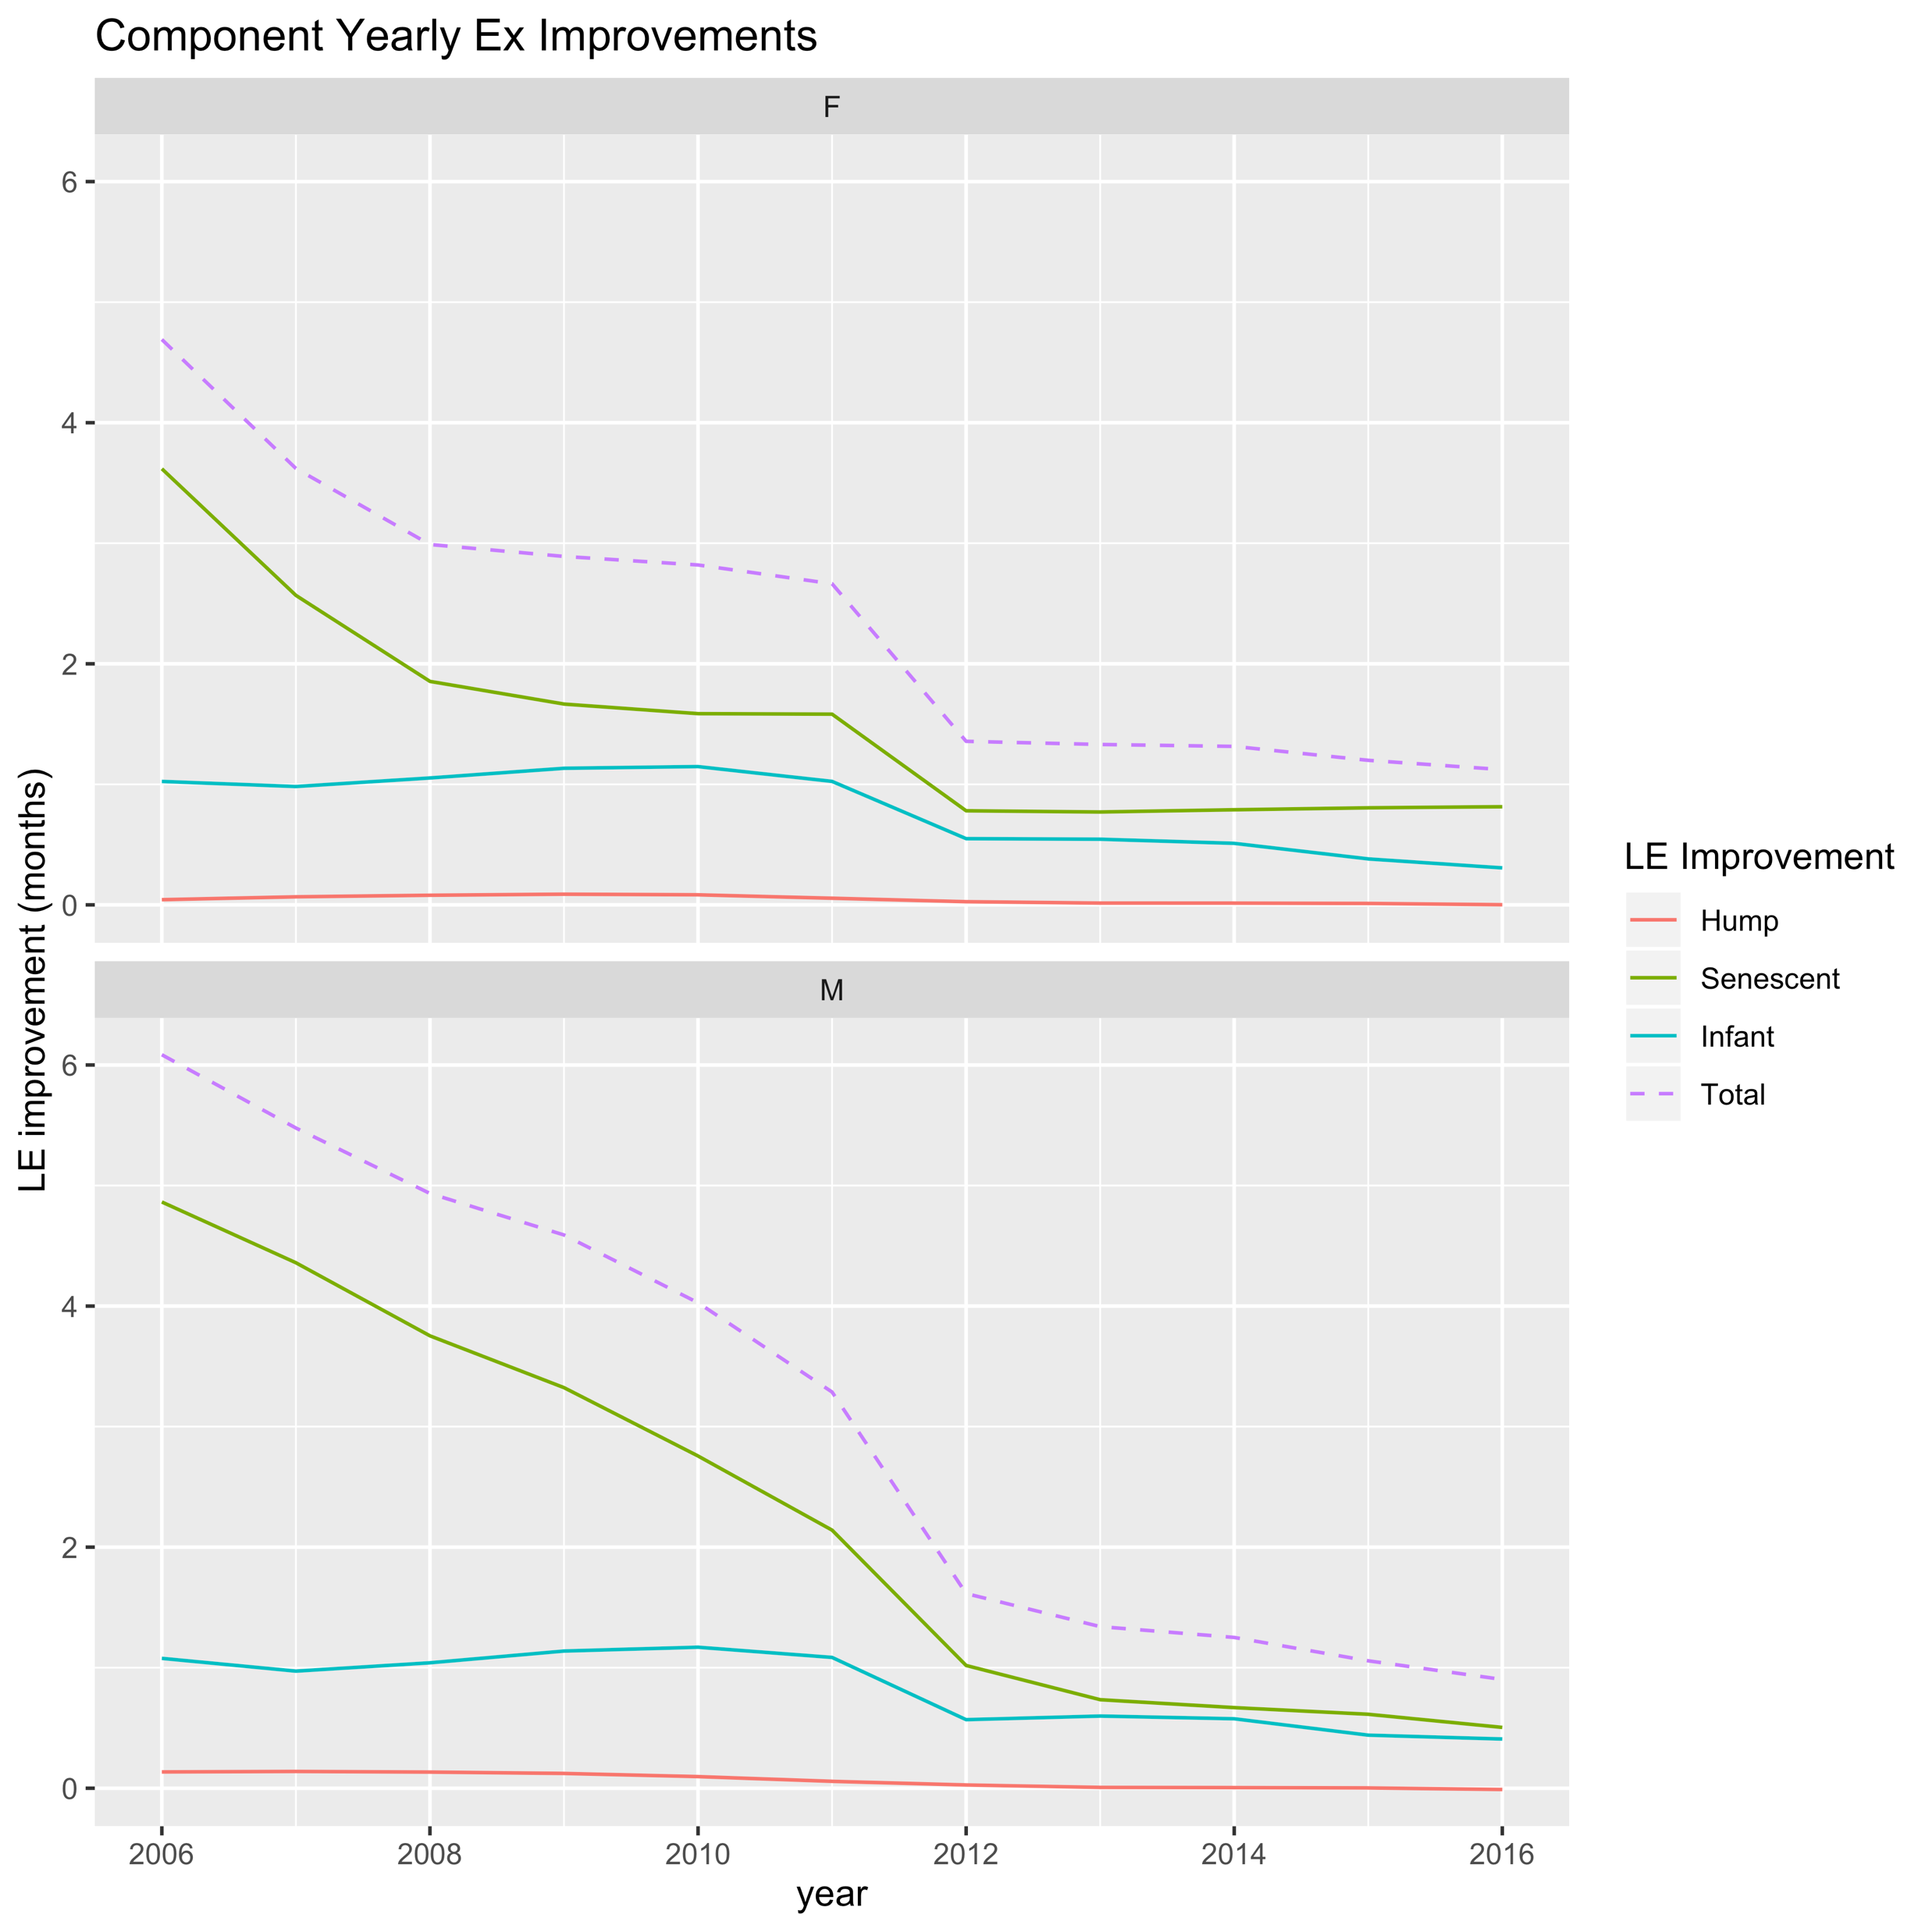 Component Yearly Ex Improvements
F
6
4
2
0
M
6
4
2
0
2006 2008 2010 2012 2014 2016
year
LE improvement (months)
LE Improvement
Hump
Senescent
Infant
Total